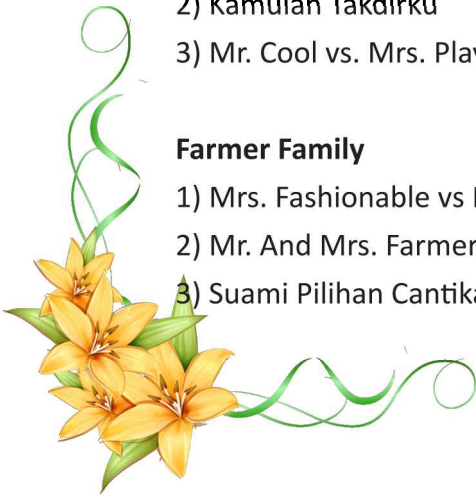 2) Kamulah Takdirku
3) Mr. Cool vs. Mrs.
Farmer Family
1) Mrs. Fashionable vs
2) Mr. And Mrs. Farmer
3) Suami Pilihan Cantika